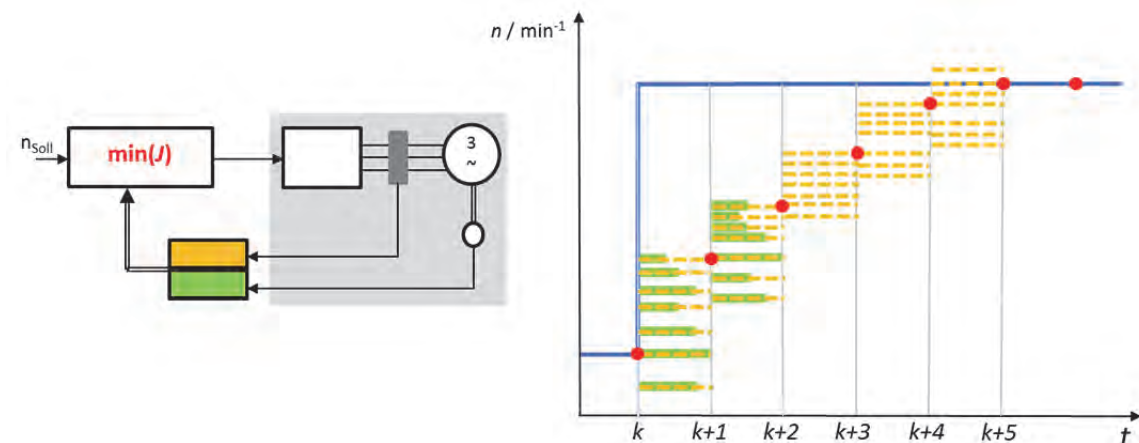 n / min⁻¹
n_Soll
min(J)
3
~
k
k+1
k+2
k+3
k+4
k+5
t